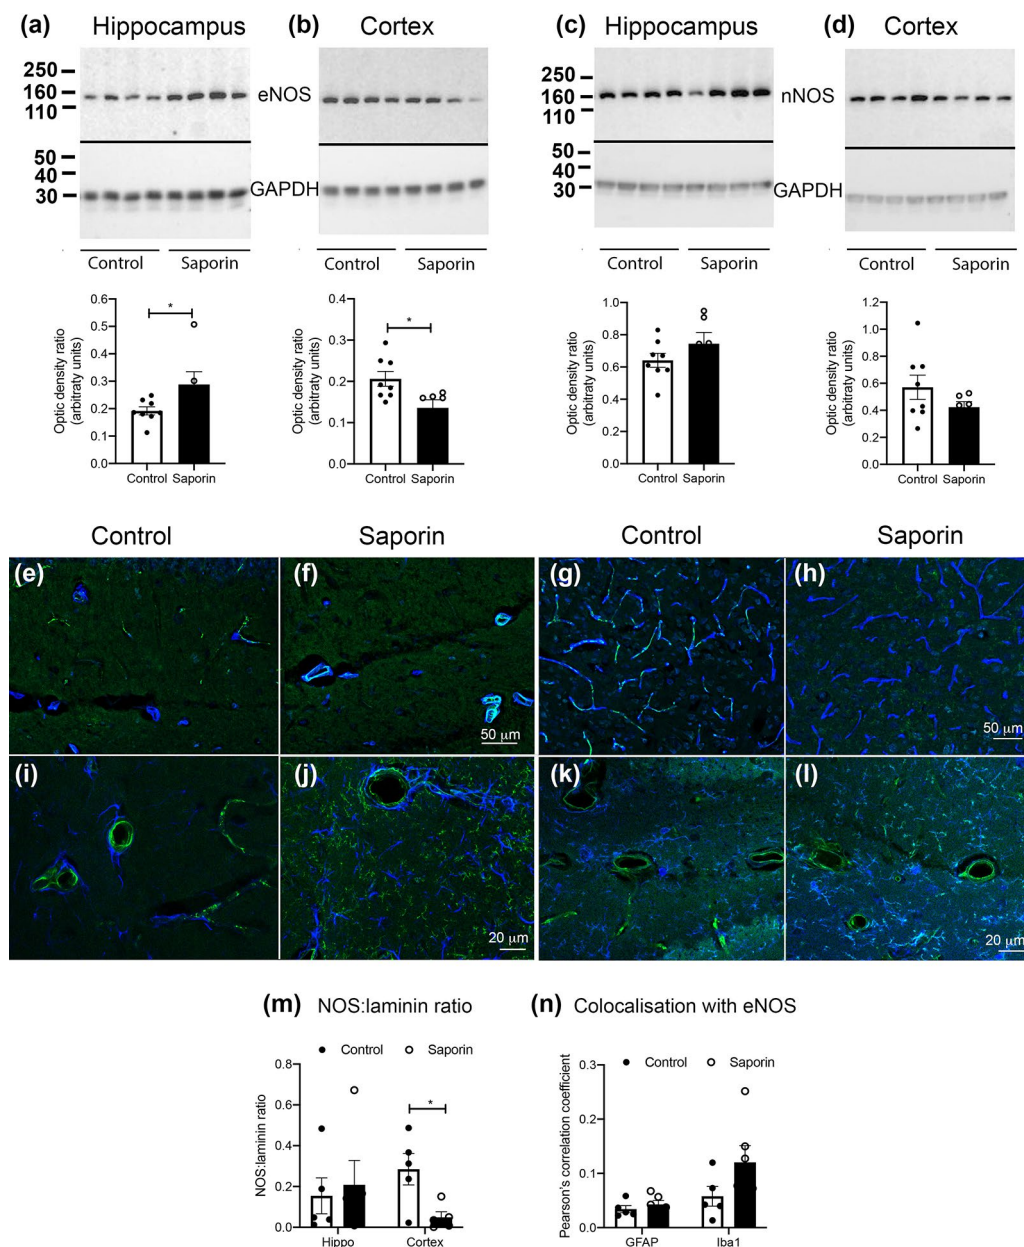 (a) Hippocampus (b) Cortex (c) Hippocampus (d) Cortex
250
160
110
eNOS
250
160
110
nNOS
50
40
30
GAPDH
50
40
30
GAPDH
Control Saporin Control Saporin Control Saporin Control Saporin
Optic density ratio
(arbitraty units)
0.6
0.5
0.4
0.3
0.2
0.1
0.0
*
Control Saporin
Optic density ratio
(arbitraty units)
0.4
0.3
0.2
0.1
0.0
*
Control Saporin
Optic density ratio
(arbitraty units)
1.0
0.8
0.6
0.4
0.2
0.0
Control Saporin
Optic density ratio
(arbitraty units)
1.2
1.0
0.8
0.6
0.4
0.2
0.0
Control Saporin
Control Saporin Control Saporin
(e) (f) (g) (h)
50 μm 50 μm
(i) (j) (k) (l)
20 μm 20 μm
(m) NOS:laminin ratio
Control Saporin
NOS:laminin ratio
0.8
0.6
0.4
0.2
0.0
*
Hippo Cortex
(n) Colocalisation with eNOS
Control Saporin
Pearson's correlation coefficient
0.3
0.2
0.1
0.0
GFAP Iba1